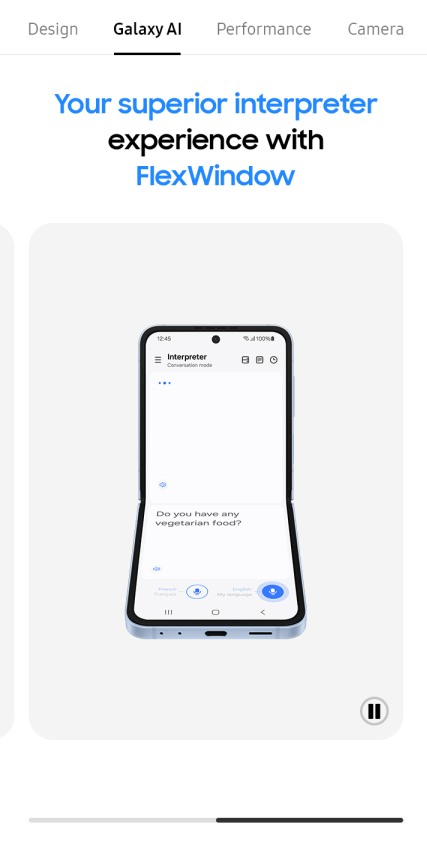 Design Galaxy AI Performance Camera
Your superior interpreter
experience with
FlexWindow
12:45 100%
Interpreter
Conversation mode
Do you have any
vegetarian food?
French English
Français My language